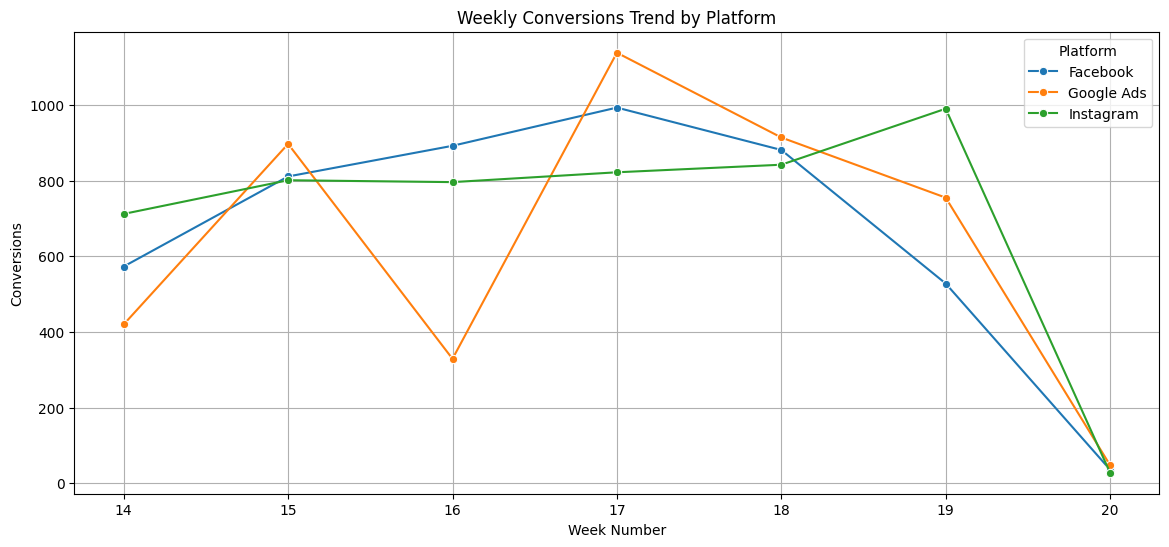 Weekly Conversions Trend by Platform
Platform
Facebook
Google Ads
Instagram
Conversions
1000
800
600
400
200
0
14 15 16 17 18 19 20
Week Number